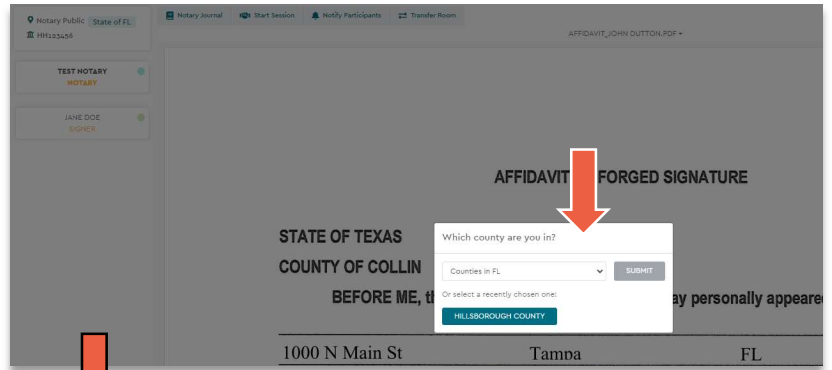 Notary Public State of FL
HH123456
Notary Journal Start Session Notify Participants Transfer Room
AFFIDAVIT_JOHN DUTTON.PDF
TEST NOTARY
NOTARY
JANE DOE
SIGNER
AFFIDAVIT FORGED SIGNATURE
STATE OF TEXAS
COUNTY OF COLLIN
BEFORE ME, ay personally appeared
Which county are you in?
Counties in FL SUBMIT
Or select a recently chosen one:
HILLSBOROUGH COUNTY
1000 N Main St Tampa FL